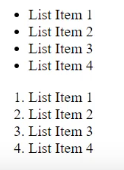 • List Item 1
• List Item 2
• List Item 3
• List Item 4
1. List Item 1
2. List Item 2
3. List Item 3
4. List Item 4